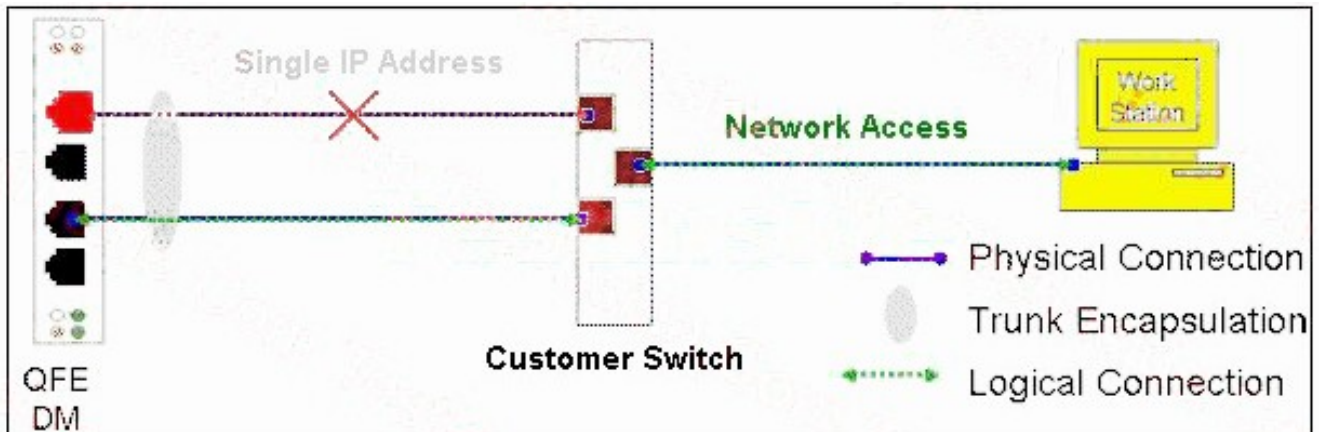 Single IP Address
Work
Station
Network Access
Physical Connection
Trunk Encapsulation
Customer Switch
Logical Connection
QFE
DM